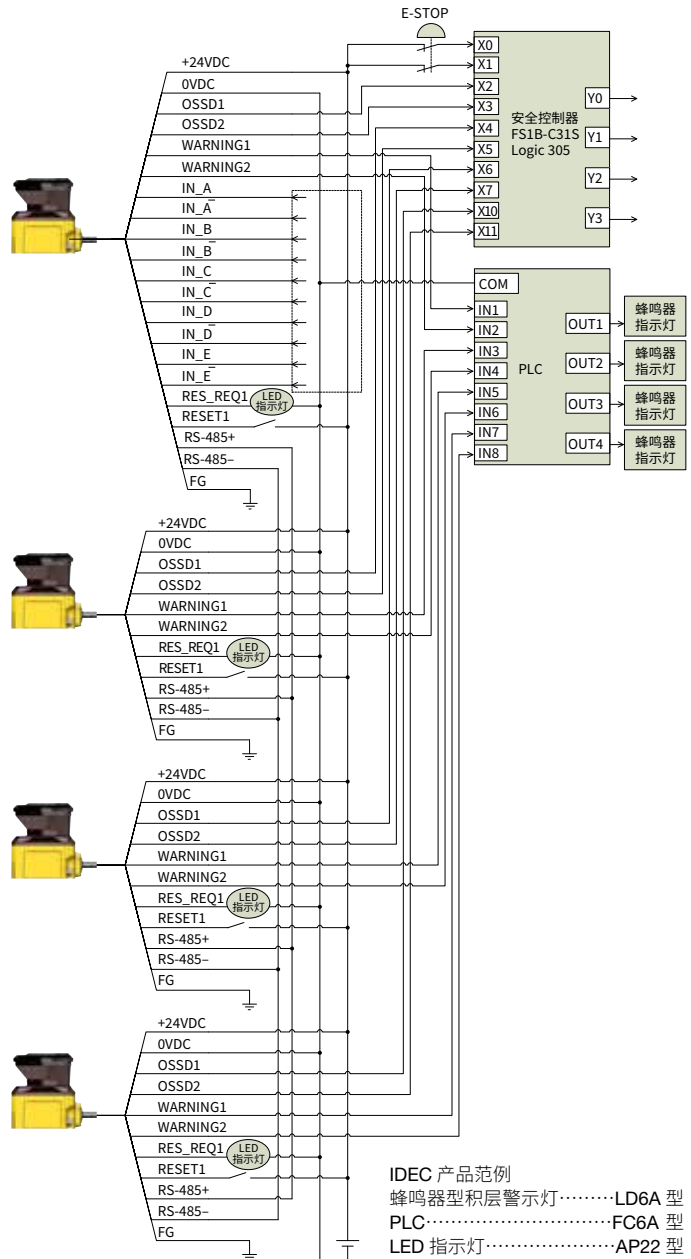 E-STOP
X0
X1
X2
X3
X4
X5
X6
X7
X10
X11
安全控制器
FS1B-C31S
Logic 305
Y0
Y1
Y2
Y3
COM
IN1
IN2
IN3
IN4
IN5
IN6
IN7
IN8
PLC
OUT1
OUT2
OUT3
OUT4
蜂鸣器
指示灯
蜂鸣器
指示灯
蜂鸣器
指示灯
蜂鸣器
指示灯
+24VDC
0VDC
OSSD1
OSSD2
WARNING1
WARNING2
IN_A
IN_A̅
IN_B
IN_B̅
IN_C
IN_C̅
IN_D
IN_D̅
IN_E
IN_E̅
RES_REQ1
LED
指示灯
RESET1
RS-485+
RS-485–
FG
+24VDC
0VDC
OSSD1
OSSD2
WARNING1
WARNING2
RES_REQ1
LED
指示灯
RESET1
RS-485+
RS-485–
FG
+24VDC
0VDC
OSSD1
OSSD2
WARNING1
WARNING2
RES_REQ1
LED
指示灯
RESET1
RS-485+
RS-485–
FG
+24VDC
0VDC
OSSD1
OSSD2
WARNING1
WARNING2
RES_REQ1
LED
指示灯
RESET1
RS-485+
RS-485–
FG
IDEC 产品范例
蜂鸣器型积层警示灯·········LD6A 型
PLC·························FC6A 型
LED 指示灯··················AP22 型